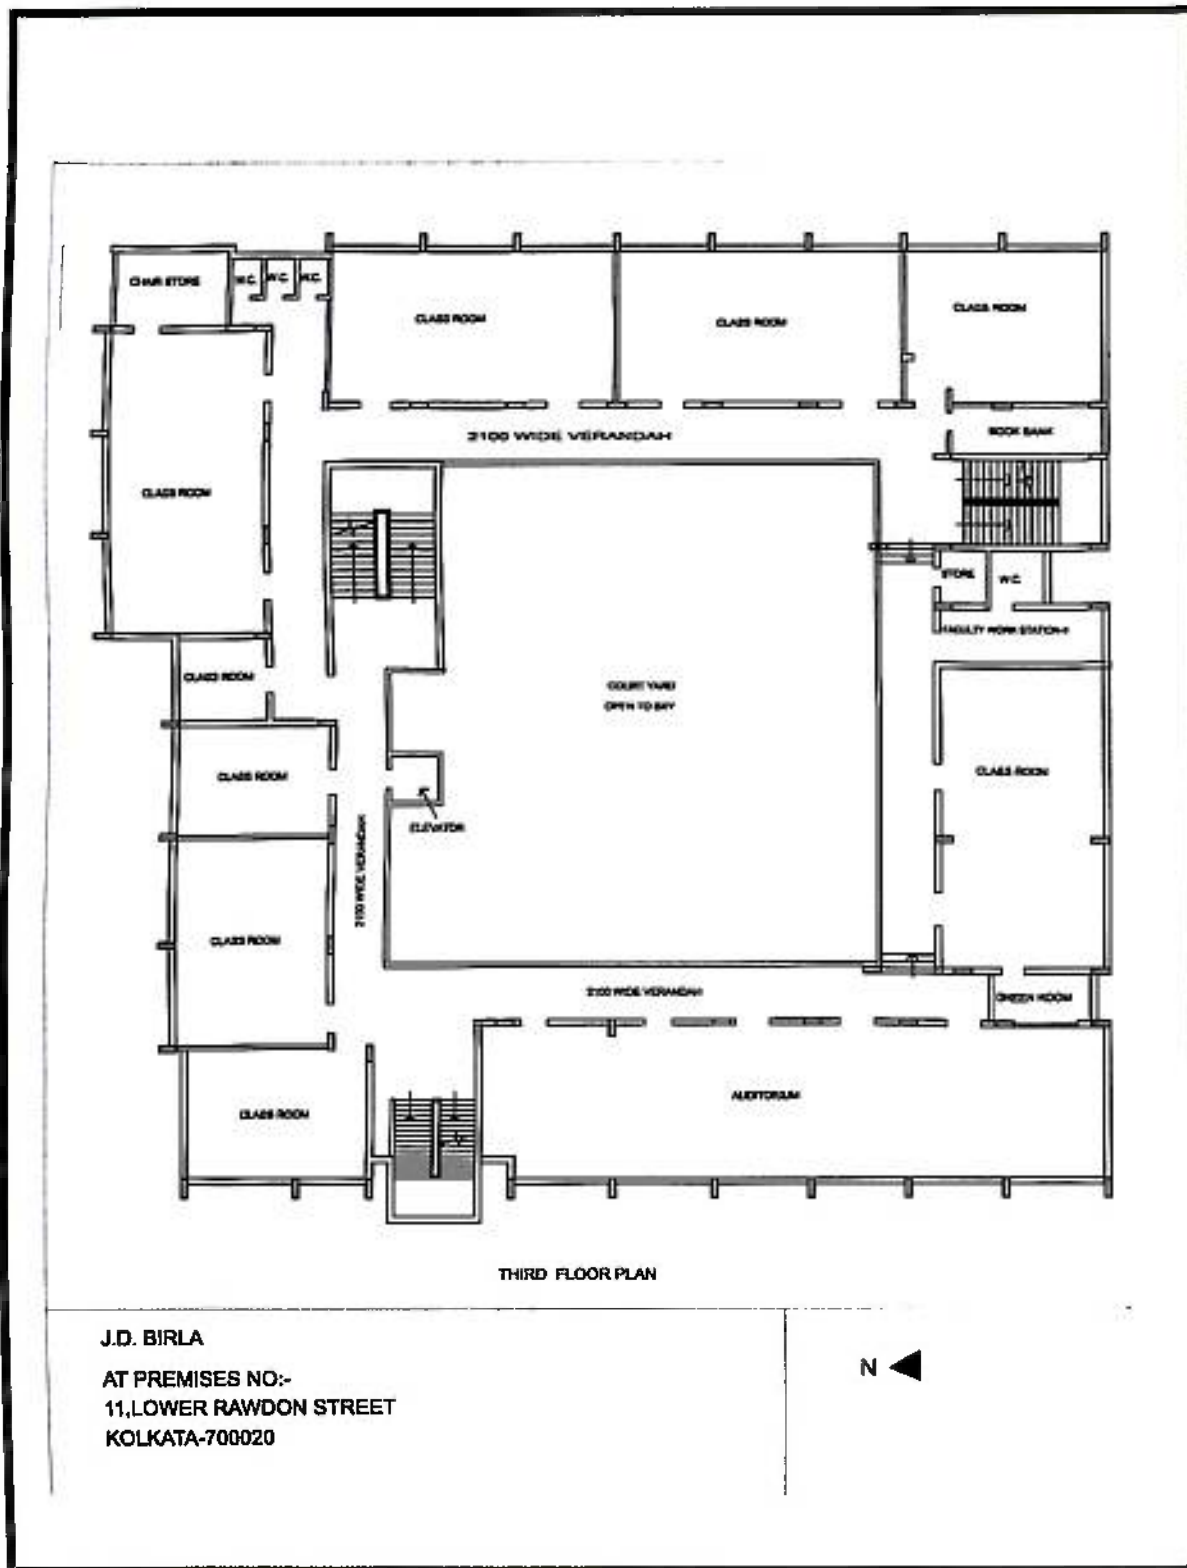 CHAIR STORE
W.C.
W.C.
W.C.
CLASS ROOM
CLASS ROOM
CLASS ROOM
2100 WIDE VERANDAH
BOOK BANK
CLASS ROOM
STORE
W.C.
FACULTY WORK STATION-II
CLASS ROOM
COURT YARD
OPEN TO SKY
CLASS ROOM
CLASS ROOM
ELEVATOR
2100 WIDE VERANDAH
CLASS ROOM
2100 WIDE VERANDAH
GREEN ROOM
CLASS ROOM
AUDITORIUM
THIRD FLOOR PLAN
J.D. BIRLA
AT PREMISES NO:-
11,LOWER RAWDON STREET
KOLKATA-700020
N